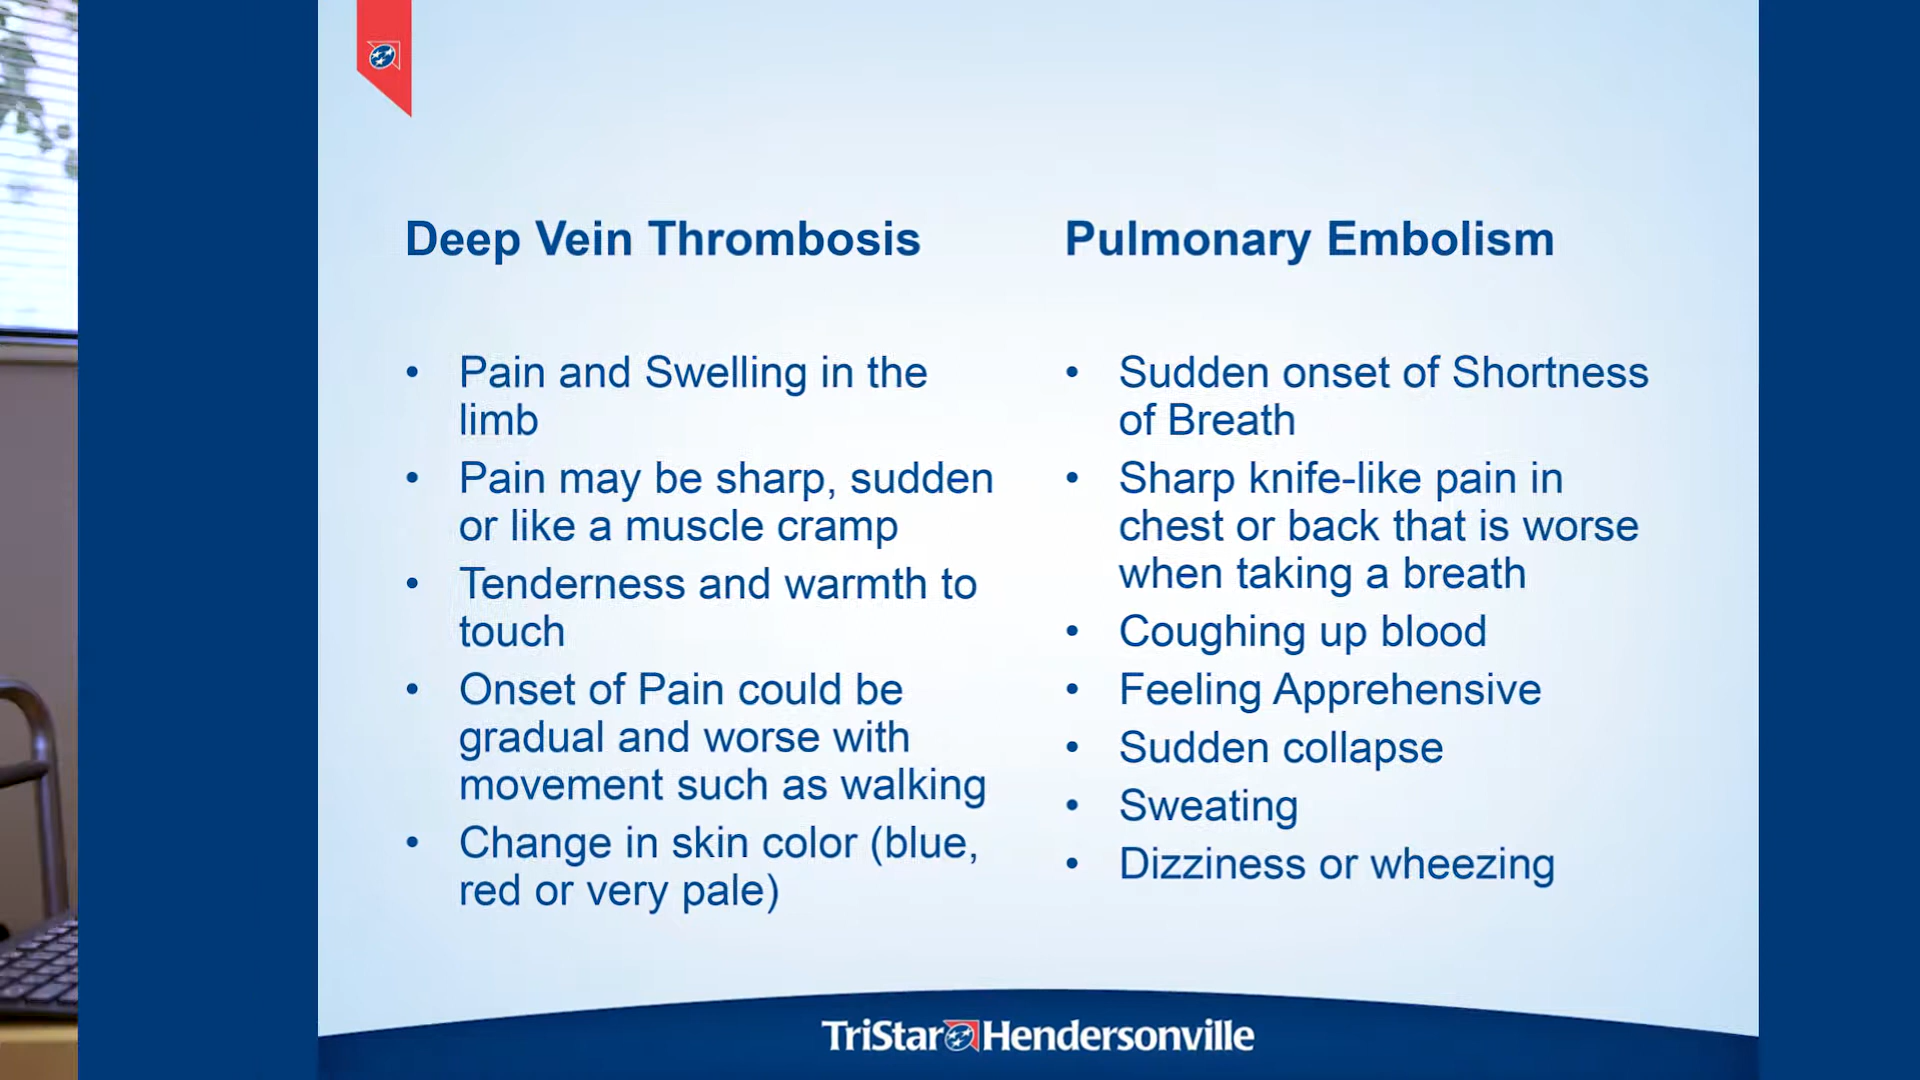 Deep Vein Thrombosis
• Pain and Swelling in the
limb
• Pain may be sharp, sudden
or like a muscle cramp
• Tenderness and warmth to
touch
• Onset of Pain could be
gradual and worse with
movement such as walking
• Change in skin color (blue,
red or very pale)
Pulmonary Embolism
• Sudden onset of Shortness
of Breath
• Sharp knife-like pain in
chest or back that is worse
when taking a breath
• Coughing up blood
• Feeling Apprehensive
• Sudden collapse
• Sweating
• Dizziness or wheezing
TriStar Hendersonville